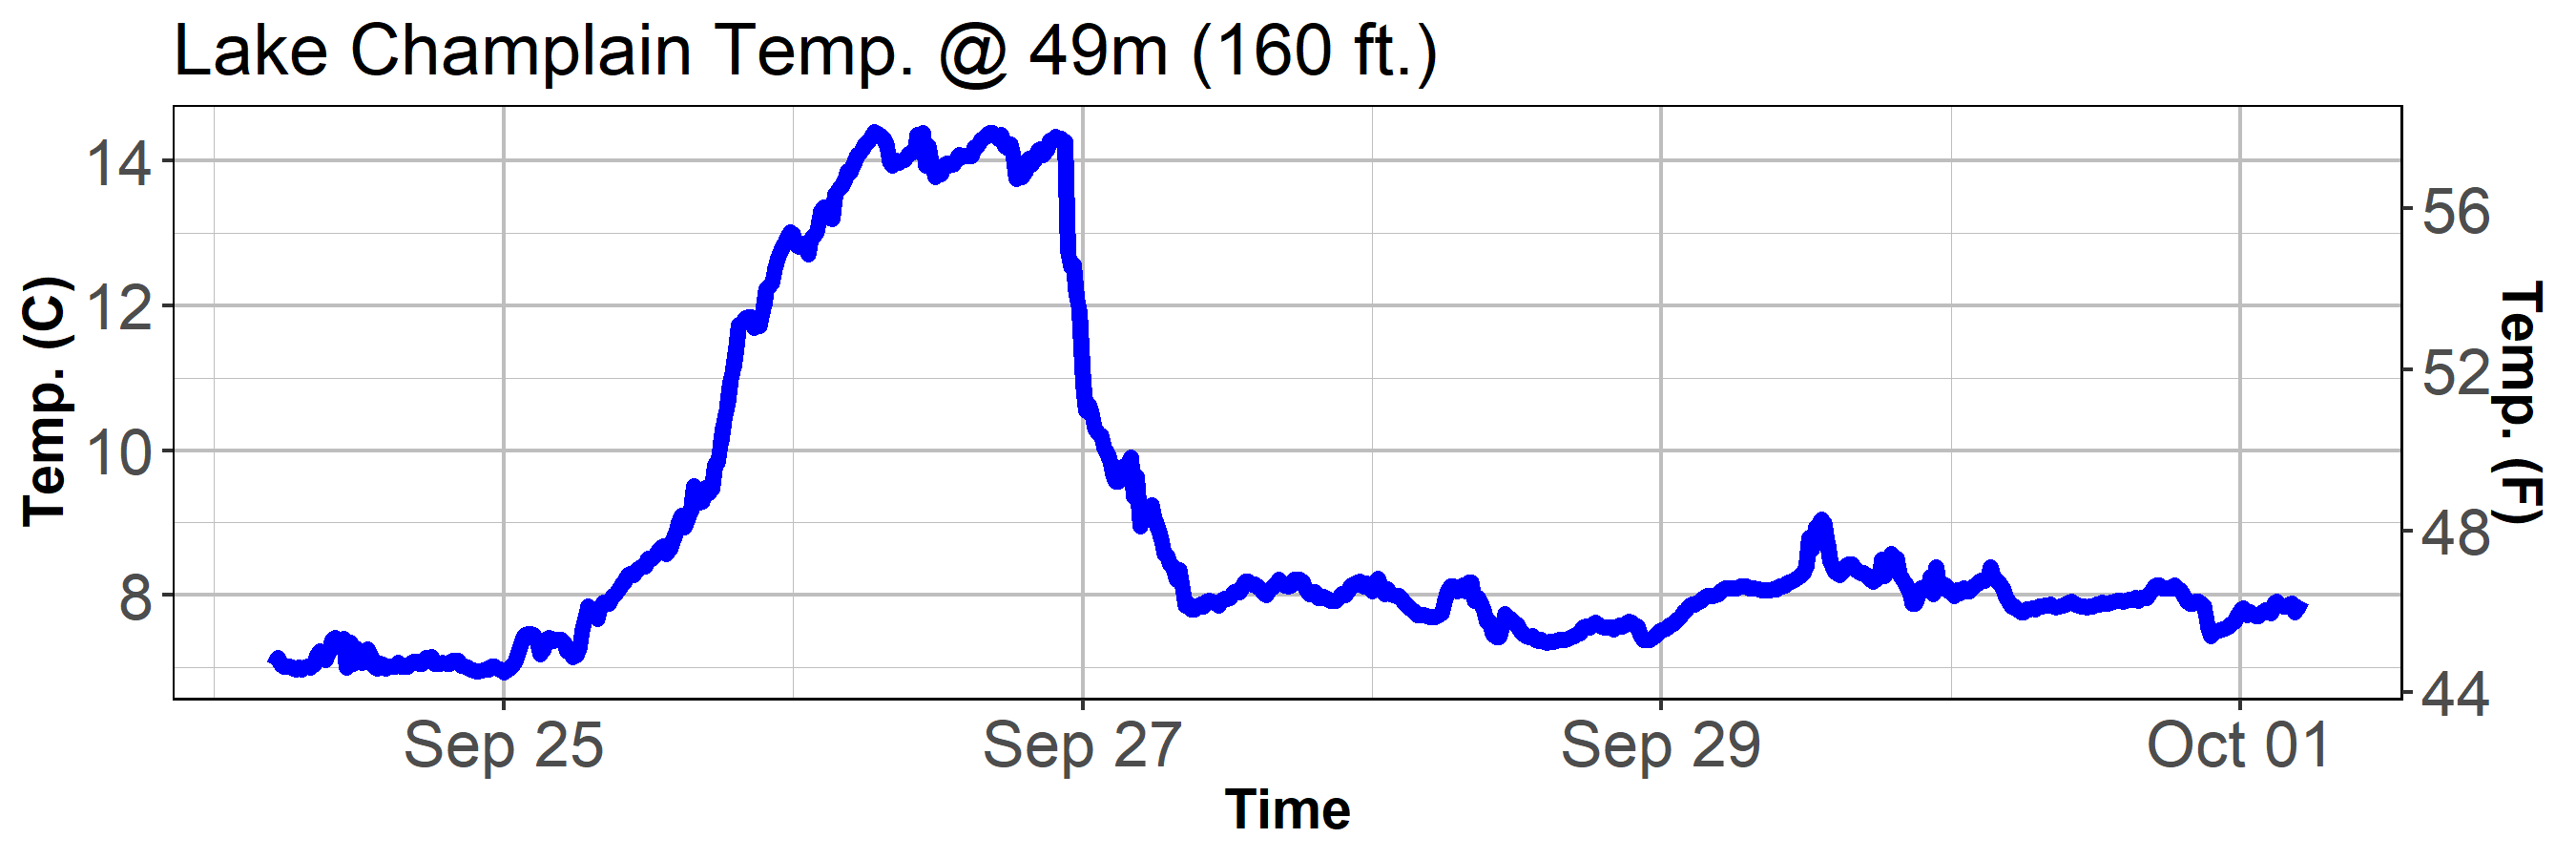 Lake Champlain Temp. @ 49m (160 ft.)
14
12
10
8
Temp. (C)
56
52
48
44
Temp. (F)
Sep 25
Sep 27
Sep 29
Oct 01
Time